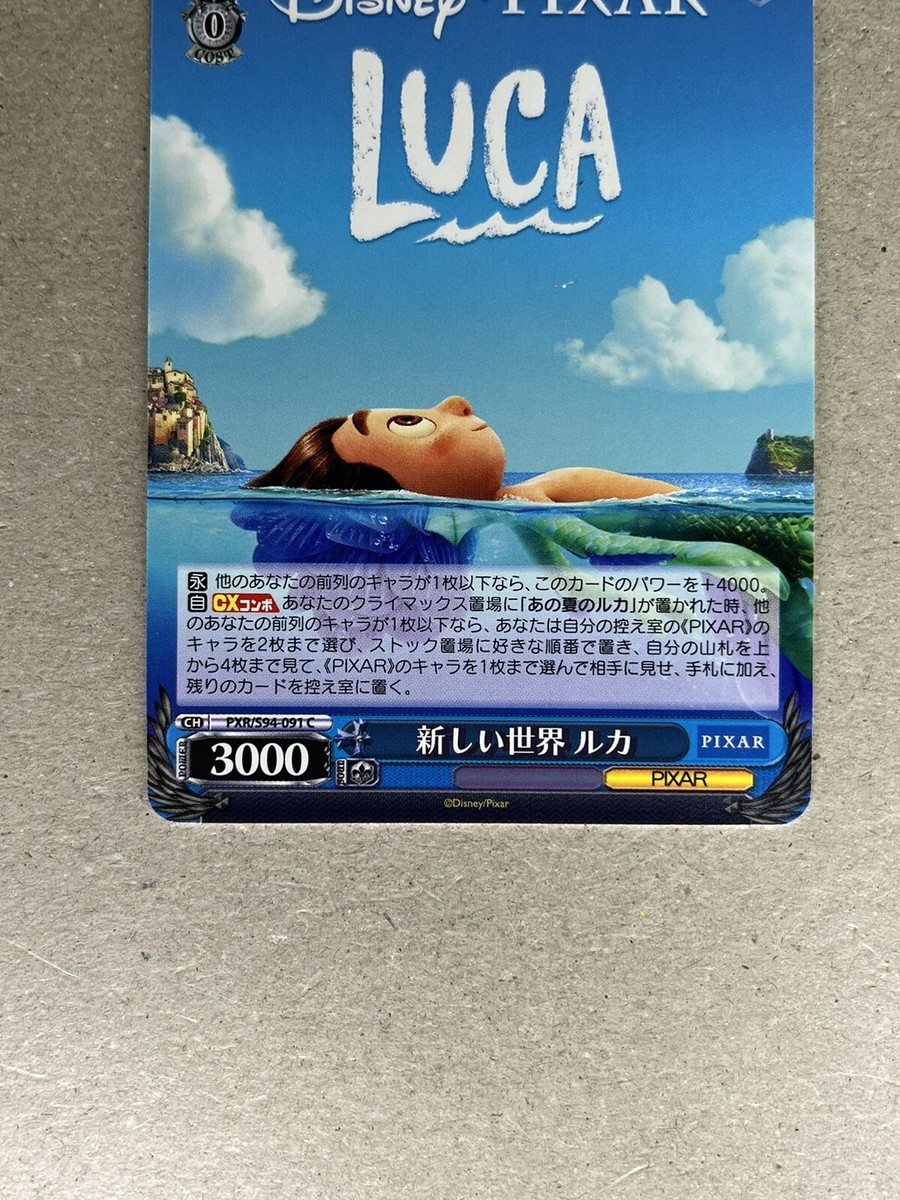 0
COST
DISNEY · PIXAR
LUCA
永 他のあなたの前列のキャラが1枚以下なら、このカードのパワーを+4000。
自 CXコンボ あなたのクライマックス置場に「あの夏のルカ」が置かれた時、他
のあなたの前列のキャラが1枚以下なら、あなたは自分の控え室の《PIXAR》の
キャラを2枚まで選び、ストック置場に好きな順番で置き、自分の山札を上
から4枚まで見て、《PIXAR》のキャラを1枚まで選んで相手に見せ、手札に加え、
残りのカードを控え室に置く。
CH PXR/S94-091 C
POWER 3000 SOUL
新しい世界 ルカ
PIXAR
PIXAR
©Disney/Pixar